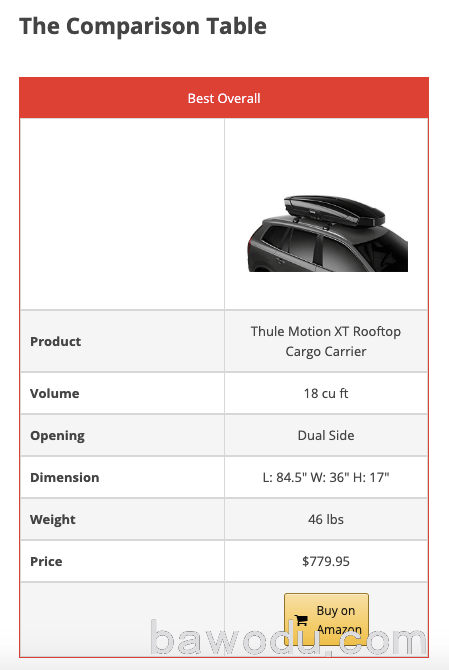 The Comparison Table
Best Overall
Product
Thule Motion XT Rooftop
Cargo Carrier
Volume
18 cu ft
Opening
Dual Side
Dimension
L: 84.5" W: 36" H: 17"
Weight
46 lbs
Price
$779.95
Buy on
Amazon
bawodu.com